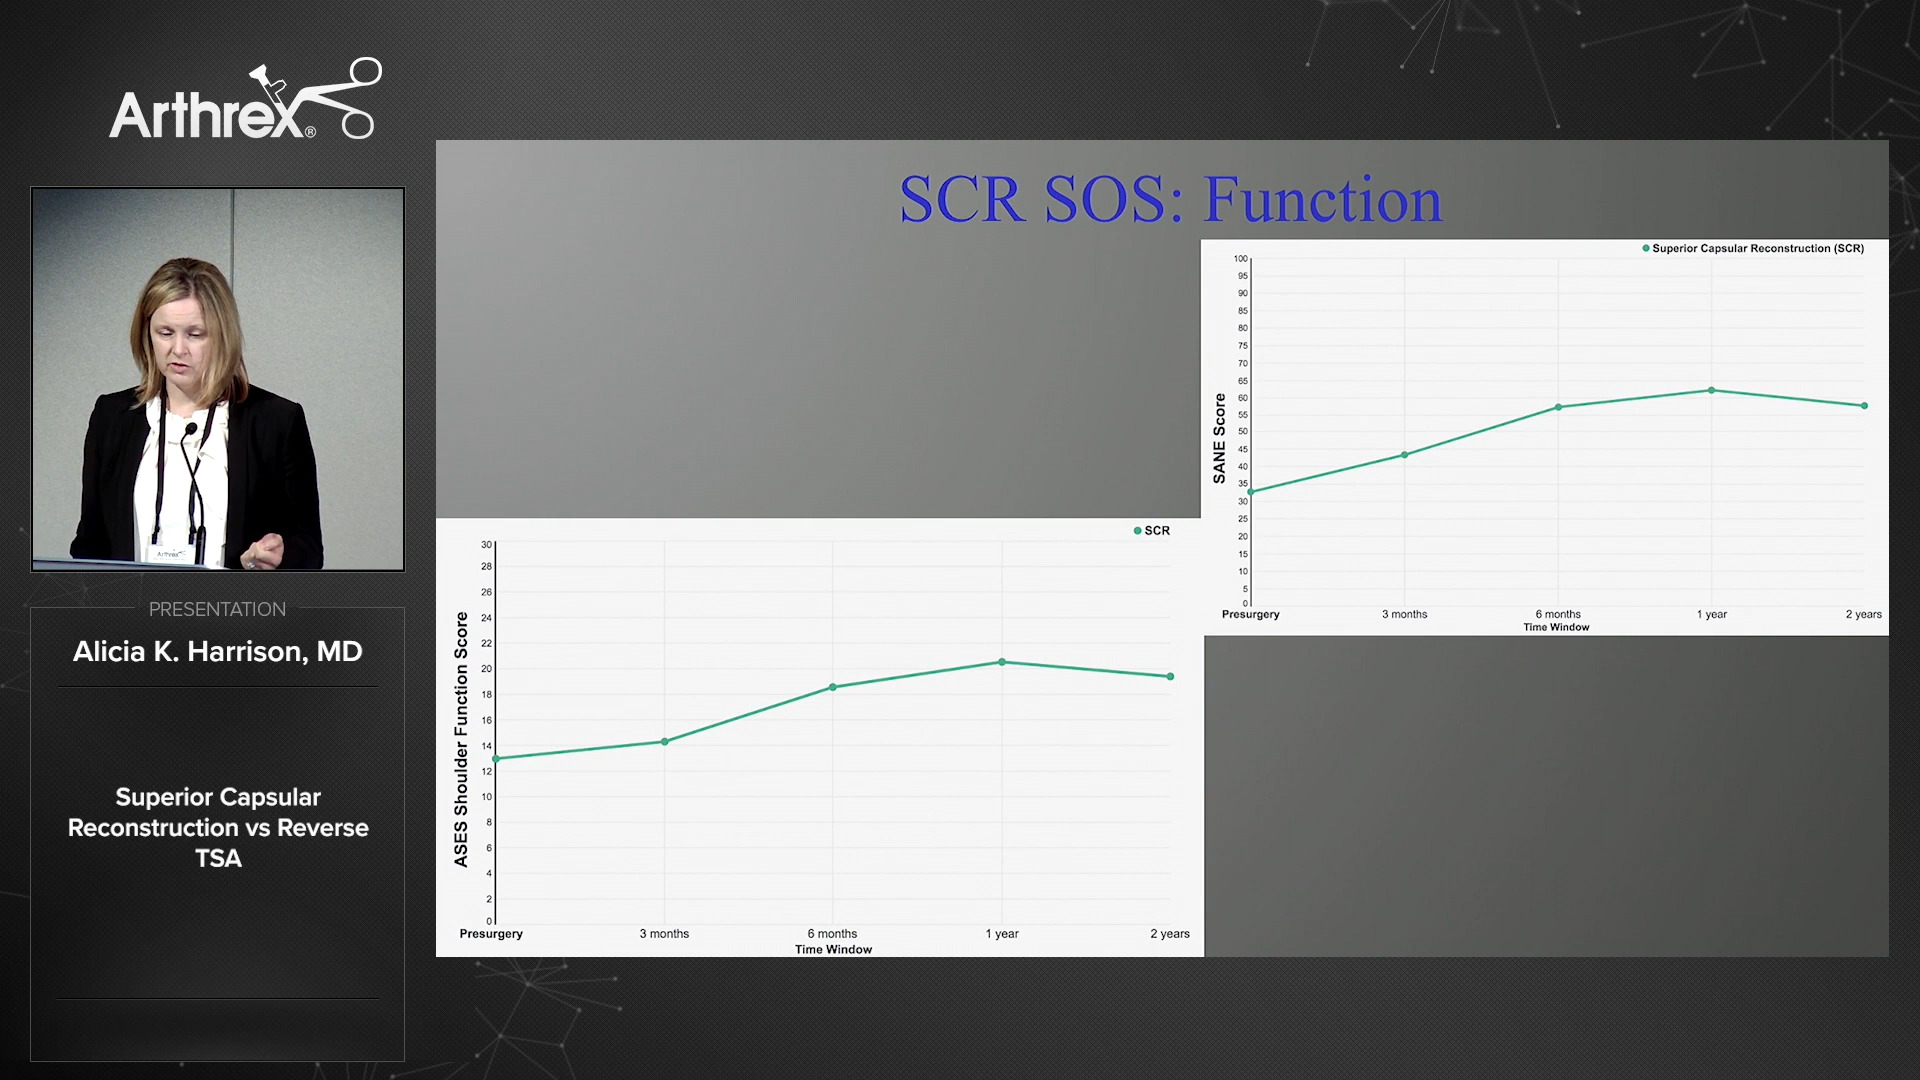 Arthrex®
Arthrex
PRESENTATION
Alicia K. Harrison, MD
Superior Capsular
Reconstruction vs Reverse
TSA
SCR SOS: Function
Superior Capsular Reconstruction (SCR)
100
95
90
85
80
75
70
65
60
55
50
45
40
35
30
25
20
15
10
5
0
SANE Score
Presurgery 3 months 6 months 1 year 2 years
Time Window
SCR
30
28
26
24
22
20
18
16
14
12
10
8
6
4
2
0
ASES Shoulder Function Score
Presurgery 3 months 6 months 1 year 2 years
Time Window